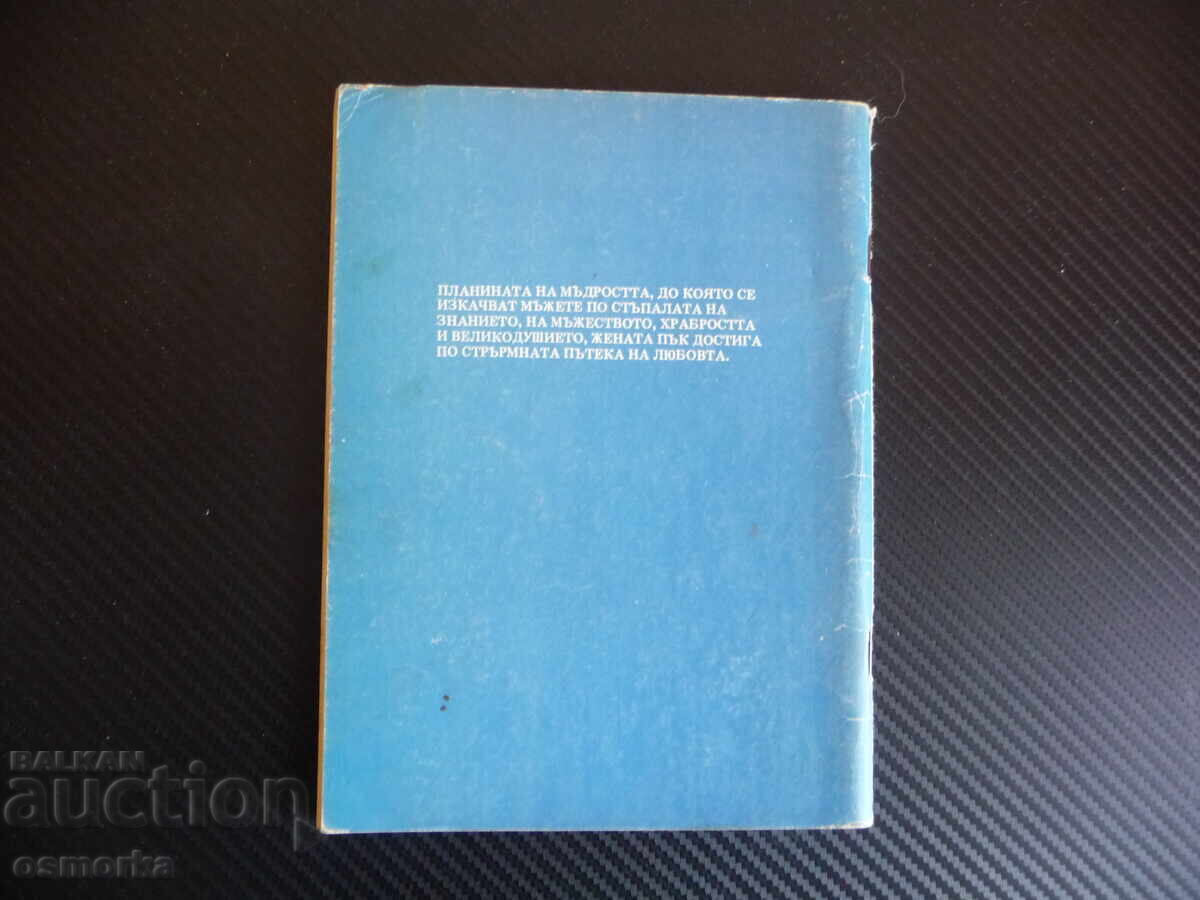 ПЛАНИНАТА НА МЪДРОСТТА, ДО КОЯТО СЕ
ИЗКАЧВАТ МЪЖЕТЕ ПО СТЪПАЛАТА НА
ЗНАНИЕТО, НА МЪЖЕСТВОТО, ХРАБРОСТТА
И ВЕЛИКОДУШИЕТО, ЖЕНАТА ПЪК ДОСТИГА
ПО СТРЪРМНАТА ПЪТЕКА НА ЛЮБОВТА.
BALKAN
auction
osmorka